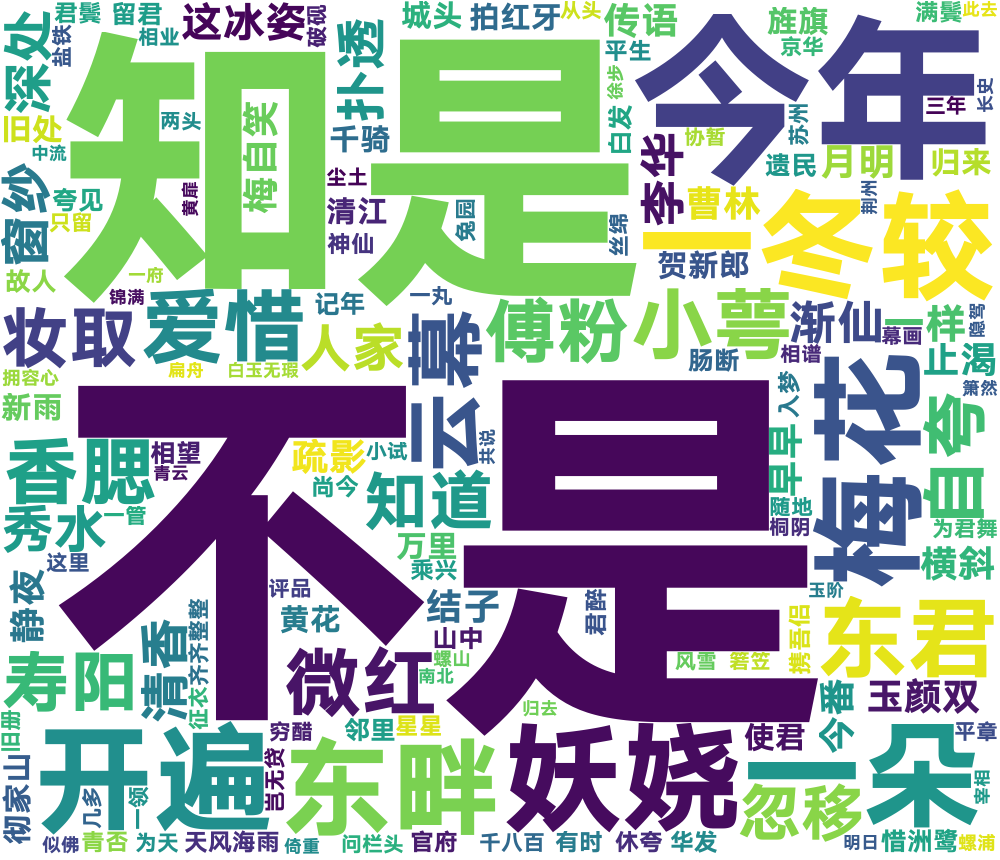 君鬓
留君
这冰姿
破砚
城头
拍红牙
从头
传语
旌旗
满鬓
此去
深处
盐铁
相业
知是
梅自笑
扑透
平生
今年
京华
长史
旧处
两头
千骑
徐步
白发
协暂
苏州
三年
中流
窗纱
夸见
只留
黄扉
尘土
清江
神仙
兔园
丝绵
李华
遗民
月明
归来
曹林
荆州
一冬较
贺新郎
故人
一府
锦满
妆取
爱惜
记年
人家
一丸
幕云
傅粉
小萼
肠断
渐仙
相谱
一样
幕画
止渴
箫然
拥容心
扁舟
白玉无瑕
新雨
不是
入梦
梅花
自夸
香腮
相望
青云
疏影
小试
尚今
共说
知道
早早
随地
桐阴
秀水
一管
为君舞
这里
万里
乘兴
横斜
静夜
评品
黄花
结子
君醉
玉阶
寿阳
清香
齐齐整整
征衣
微红
山中
螺山
南北
风雪
箬笠
携吾侣
东君
归去
玉颜双
旧册
开遍
穷醋
邻里
星星
东畔
妖娆
使君
今番
一朵
平章
彻家山
几多
一领
岂无贷
忽移
宰相
似佛
青否
为天
天风海雨
倚重
问栏头
官府
千八百
有时
休夸
华发
明日
惜洲鹭
螺浦